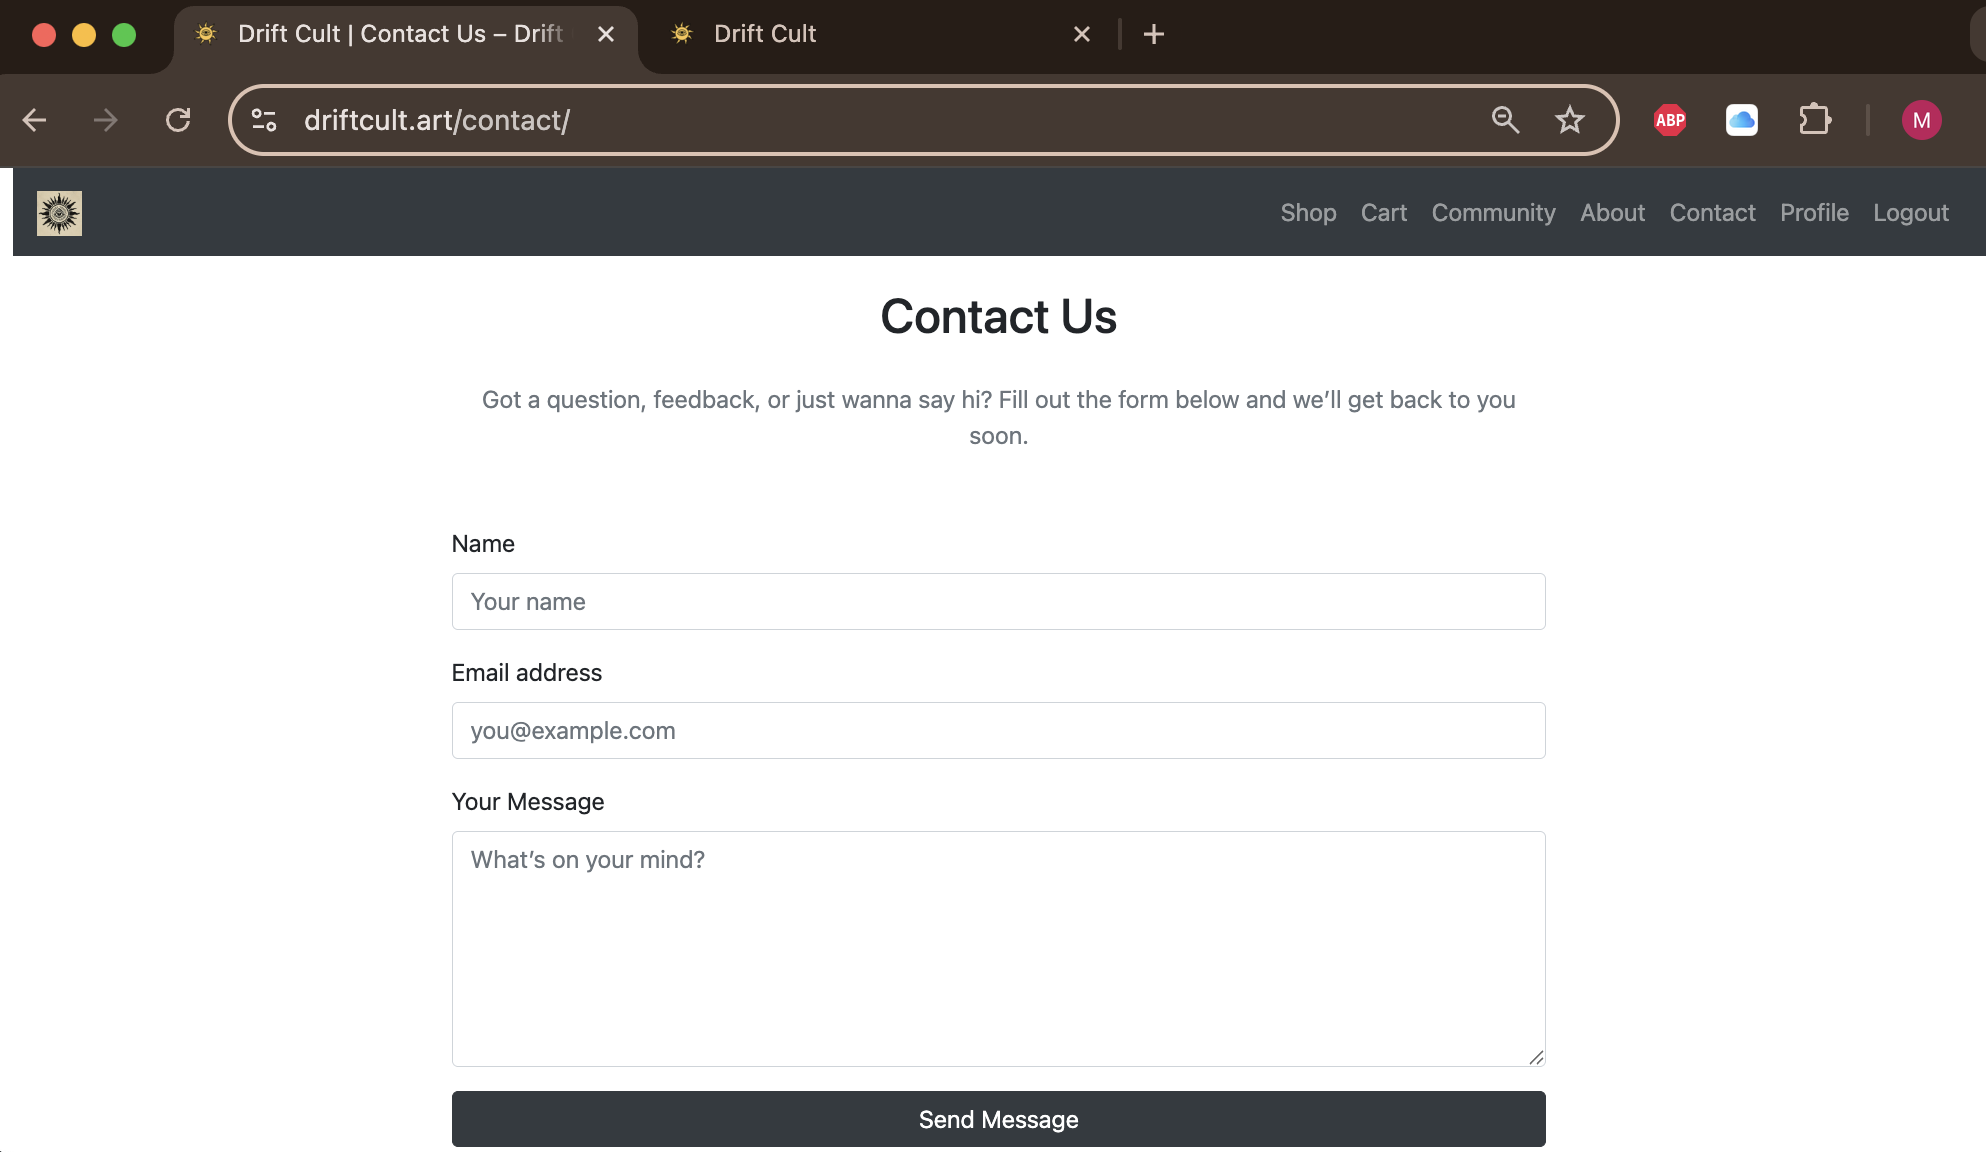 Drift Cult | Contact Us – Drift
Drift Cult
driftcult.art/contact/
ABP
M
Shop Cart Community About Contact Profile Logout
Contact Us
Got a question, feedback, or just wanna say hi? Fill out the form below and we’ll get back to you
soon.
Name
Your name
Email address
you@example.com
Your Message
What’s on your mind?
Send Message